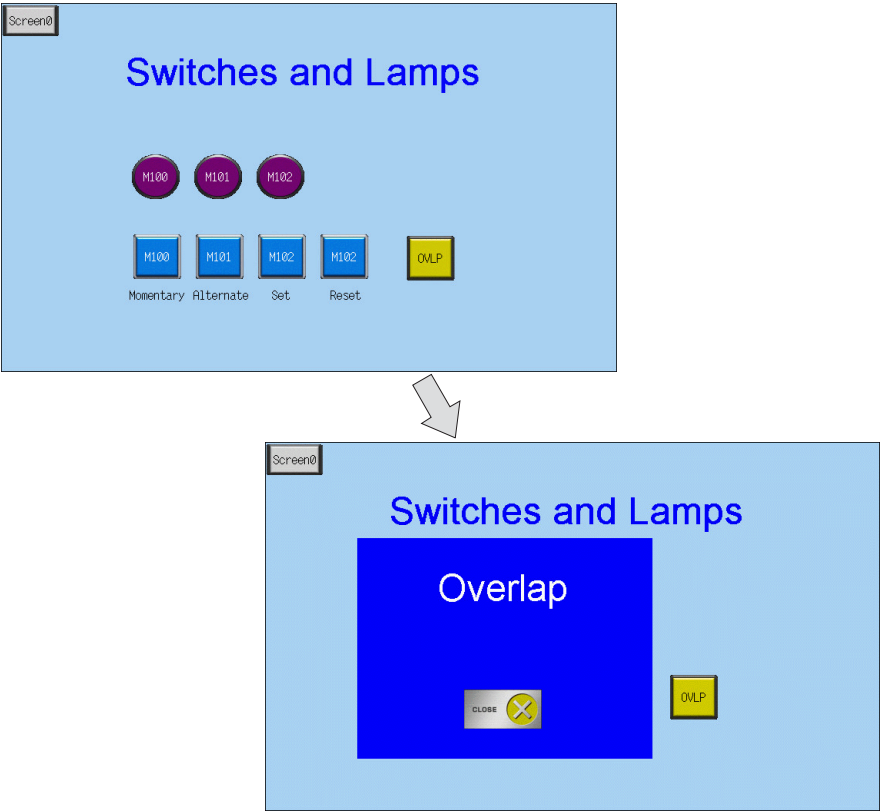 Screen0
Switches and Lamps
M100 M101 M102
M100 M101 M102 M102 OVLP
Momentary Alternate Set Reset
Screen0
Switches and Lamps
Overlap
OVLP
CLOSE